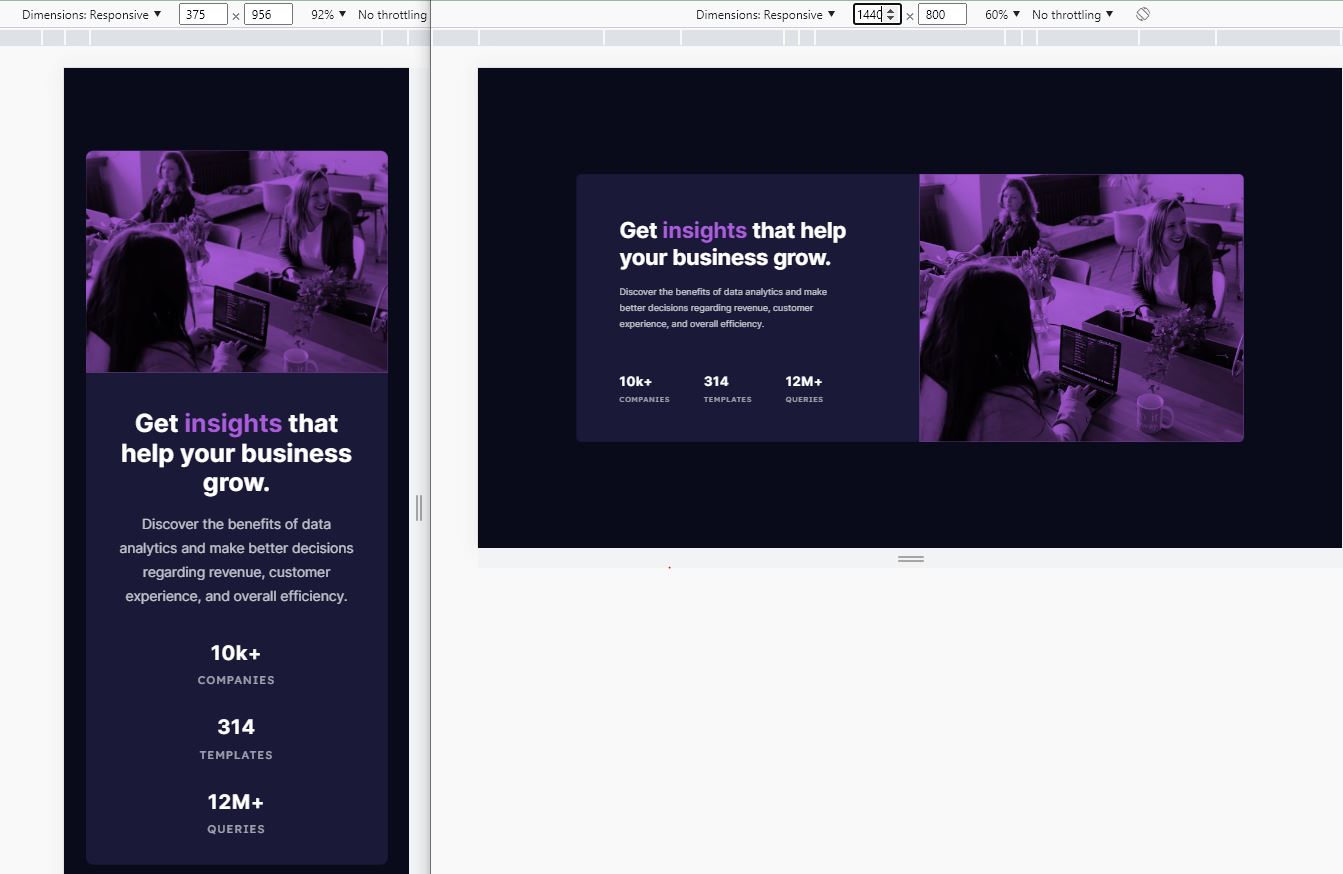 Dimensions: Responsive ▼ 375 × 956 92% ▼ No throttling
Get insights that
help your business
grow.
Discover the benefits of data
analytics and make better decisions
regarding revenue, customer
experience, and overall efficiency.
10k+
COMPANIES
314
TEMPLATES
12M+
QUERIES
Dimensions: Responsive ▼ 1440 × 800 60% ▼ No throttling ▼
Get insights that help
your business grow.
Discover the benefits of data analytics and make
better decisions regarding revenue, customer
experience, and overall efficiency.
10k+ 314 12M+
COMPANIES TEMPLATES QUERIES